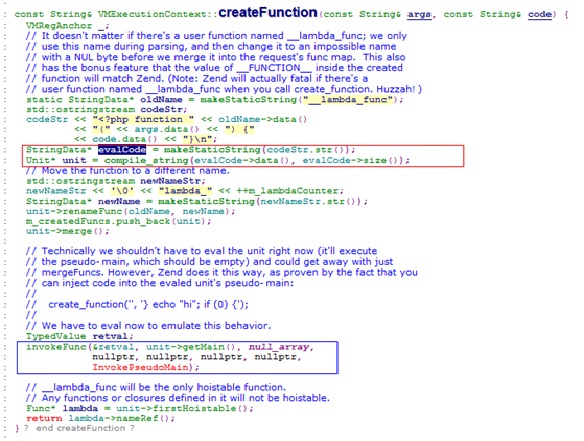 const String& VMExecutionContext::createFunction(const String& args, const String& code) {
VMRegAnchor _;
// It doesn't matter if there's a user function named __lambda_func; we only
// use this name during parsing, and then change it to an impossible name
// with a NUL byte before we merge it into the request's func map. This also
// has the bonus feature that the value of __FUNCTION__ inside the created
// function will match Zend. (Note: Zend will actually fatal if there's a
// user function named __lambda_func when you call create_function. Huzzah!)
static StringData* oldName = makeStaticString("__lambda_func");
std::ostringstream codeStr;
codeStr << "<?php function " << oldName->data()
<< "(" << args.data() << ") {"
<< code.data() << "}\n";
StringData* evalCode = makeStaticString(codeStr.str());
Unit* unit = compile_string(evalCode->data(), evalCode->size());
// Move the function to a different name.
std::ostringstream newNameStr;
newNameStr << '\0' << "lambda_" << ++m_lambdaCounter;
StringData* newName = makeStaticString(newNameStr.str());
unit->renameFunc(oldName, newName);
m_createdFuncs.push_back(unit);
unit->merge();
// Technically we shouldn't have to eval the unit right now (it'll execute
// the pseudo-main, which should be empty) and could get away with just
// mergeFuncs. However, Zend does it this way, as proven by the fact that you
// can inject code into the evaled unit's pseudo-main:
//
// create_function('', '} echo "hi"; if (0) {');
//
// We have to eval now to emulate this behavior.
TypedValue retval;
invokeFunc(&retval, unit->getMain(), null_array,
nullptr, nullptr, nullptr, nullptr,
InvokePseudoMain);
// __lambda_func will be the only hoistable function.
// Any functions or closures defined in it will not be hoistable.
Func* lambda = unit->firstHoistable();
return lambda->nameRef();
} ? end createFunction ?